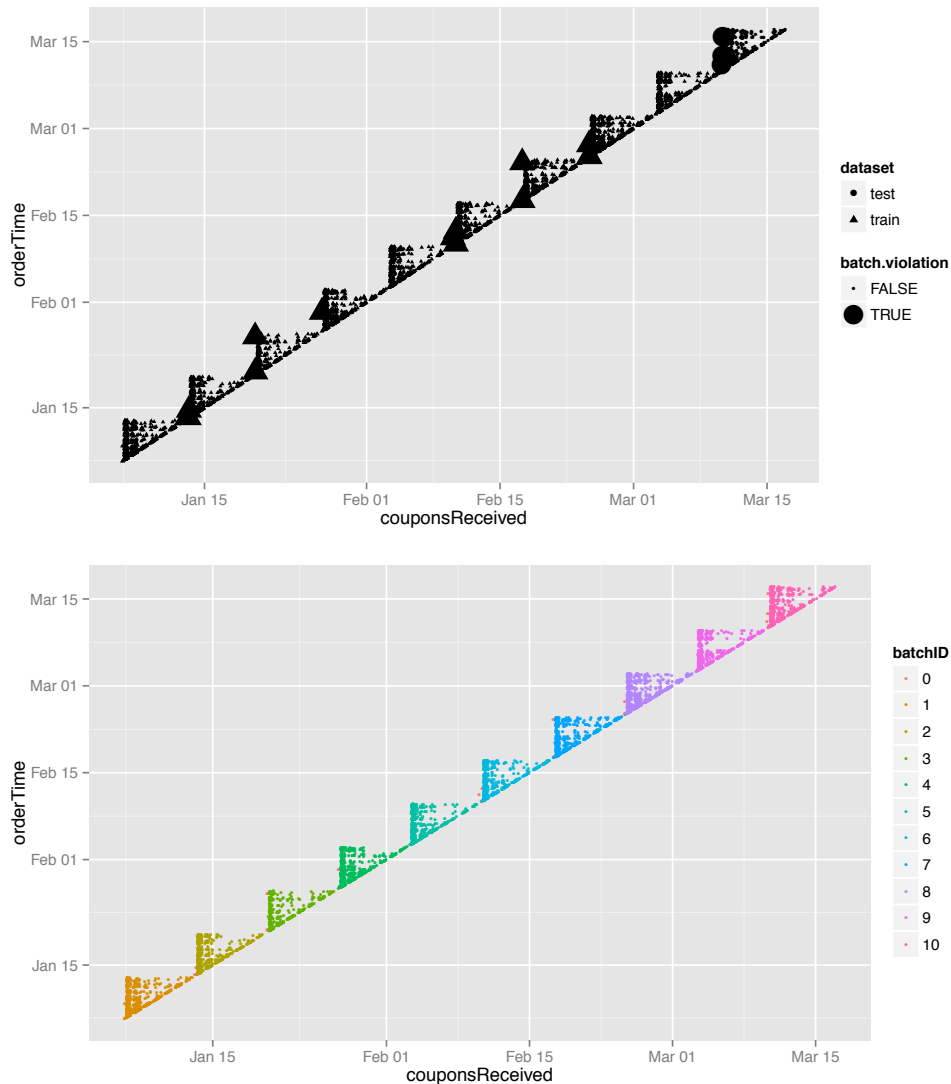 Mar 15
Mar 01
Feb 15
Feb 01
Jan 15
orderTime
Jan 15
Feb 01
Feb 15
Mar 01
Mar 15
couponsReceived
dataset
test
train
batch.violation
FALSE
TRUE
Mar 15
Mar 01
Feb 15
Feb 01
Jan 15
orderTime
Jan 15
Feb 01
Feb 15
Mar 01
Mar 15
couponsReceived
batchID
0
1
2
3
4
5
6
7
8
9
10